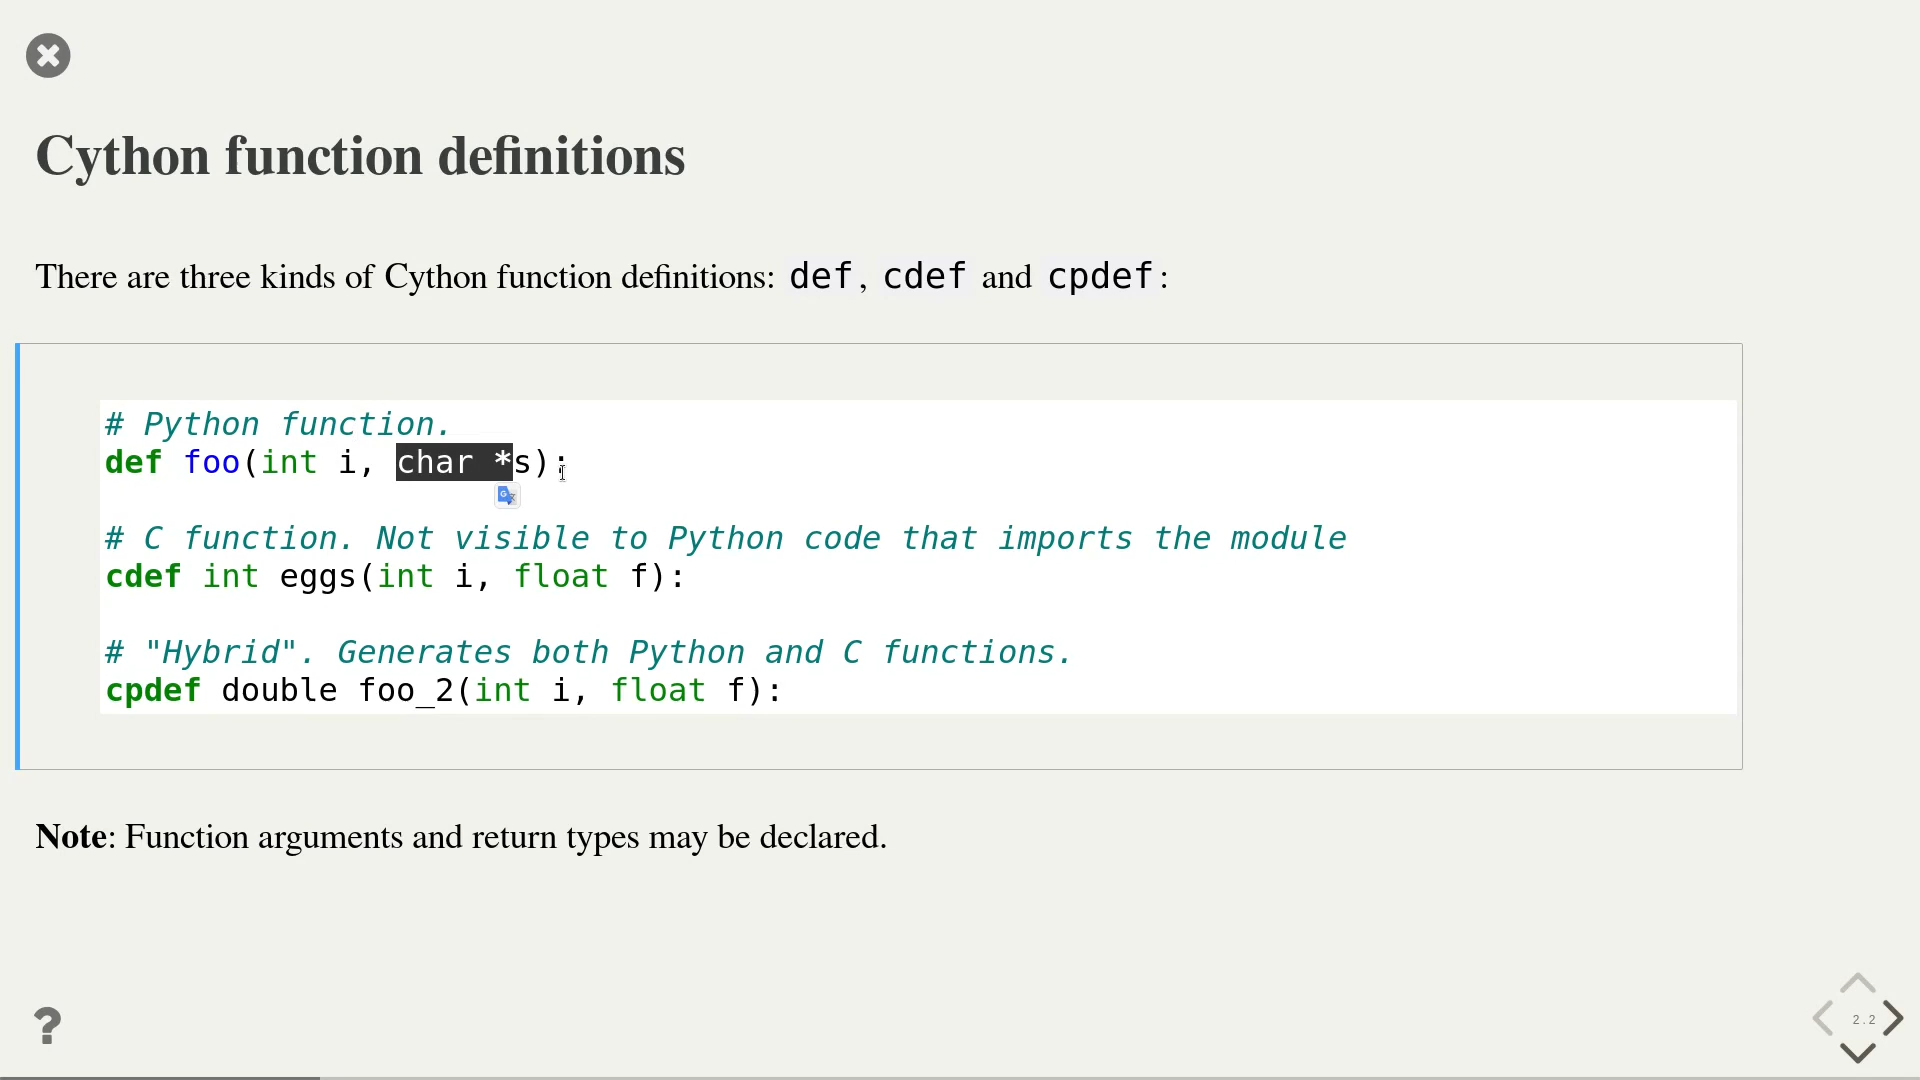 Cython function definitions
There are three kinds of Cython function definitions: def, cdef and cpdef:
# Python function.
def foo(int i, char *s):
# C function. Not visible to Python code that imports the module
cdef int eggs(int i, float f):
# "Hybrid". Generates both Python and C functions.
cpdef double foo_2(int i, float f):
Note: Function arguments and return types may be declared.
?
2.2